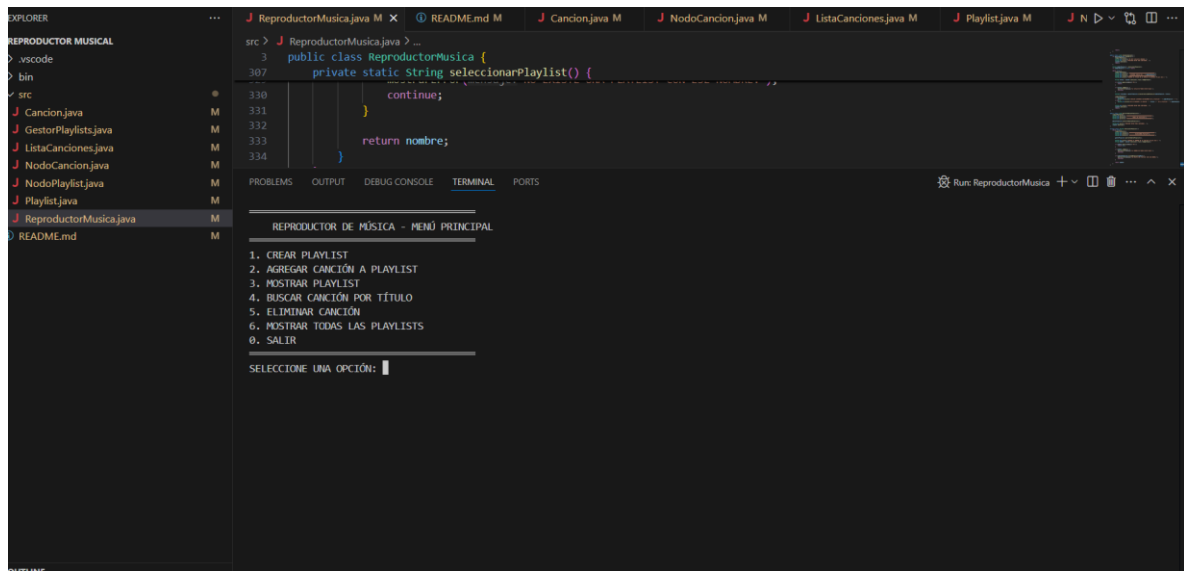 EXPLORER ...
REPRODUCTOR MUSICAL
> .vscode
> bin
src
J Cancion.java M
J GestorPlaylists.java M
J ListaCanciones.java M
J NodoCancion.java M
J NodoPlaylist.java M
J Playlist.java M
J ReproductorMusica.java M
README.md M
J ReproductorMusica.java M X
README.md M
J Cancion.java M
J NodoCancion.java M
J ListaCanciones.java M
J Playlist.java M
J N
src > J ReproductorMusica.java > ...
3 public class ReproductorMusica {
307 private static String seleccionarPlaylist() {
330 continue;
331 }
332
333 return nombre;
334 }
PROBLEMS OUTPUT DEBUG CONSOLE TERMINAL PORTS
Run: ReproductorMusica
REPRODUCTOR DE MÚSICA - MENÚ PRINCIPAL
1. CREAR PLAYLIST
2. AGREGAR CANCIÓN A PLAYLIST
3. MOSTRAR PLAYLIST
4. BUSCAR CANCIÓN POR TÍTULO
5. ELIMINAR CANCIÓN
6. MOSTRAR TODAS LAS PLAYLISTS
0. SALIR
SELECCIONE UNA OPCIÓN: